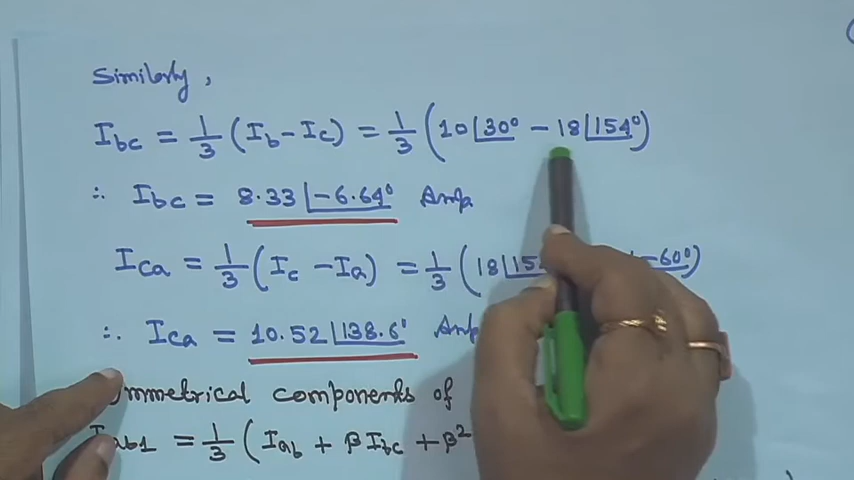 Similarly,
Ibc = 1/3 (Ib - Ic) = 1/3 (10∠30° - 18∠154°)
∴ Ibc = 8.33∠-6.64° Amp
Ica = 1/3 (Ic - Ia) = 1/3 (18∠15 -60°)
∴ Ica = 10.52∠138.6° Amp
mmetrical components of
Iab1 = 1/3 (Iab + βIbc + β²